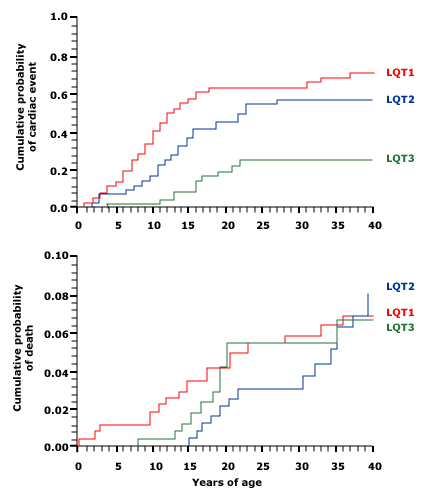 Cumulative probability
of cardiac event
1.0
0.8
0.6
0.4
0.2
0.0
LQT1
LQT2
LQT3
0 5 10 15 20 25 30 35 40
Cumulative probability
of death
0.10
0.08
0.06
0.04
0.02
0.00
LQT2
LQT1
LQT3
0 5 10 15 20 25 30 35 40
Years of age